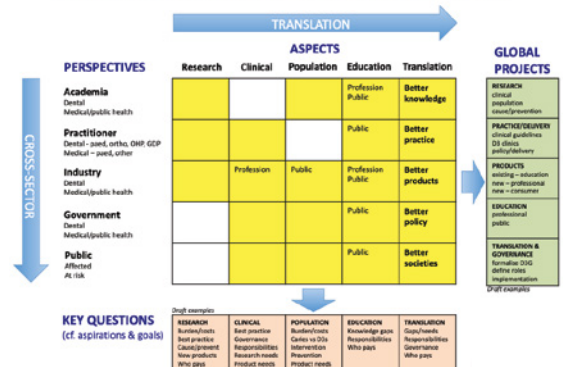 TRANSLATION
ASPECTS
PERSPECTIVES
Research Clinical Population Education Translation
GLOBAL
PROJECTS
CROSS-SECTOR
Academia
Dental
Medical/public health
Profession
Public
Better
knowledge
Practitioner
Dental - paed, ortho, OHP, GDP
Medical – paed, other
Public
Better
practice
Industry
Dental
Medical/public health
Profession
Public
Profession
Public
Better
products
Government
Dental
Medical/public health
Public
Better
policy
Public
Affected
At risk
Public
Better
societies
RESEARCH
clinical
population
cause/prevention
PRACTICE/DELIVERY
clinical guidelines
D3 clinics
policy/delivery
PRODUCTS
existing – education
new – professional
new – consumer
EDUCATION
professional
public
TRANSLATION &
GOVERNANCE
formalise D3G
define roles
implementation
Draft examples
KEY QUESTIONS
(cf. aspirations & goals)
Draft examples
RESEARCH
Burden/costs
Best practice
Cause/prevent
New products
Who pays
CLINICAL
Best practice
Governance
Responsibilities
Research needs
Product needs
POPULATION
Burden/costs
Caries vs D3s
Intervention
Prevention
Product needs
EDUCATION
Knowledge gaps
Responsibilities
Who pays
TRANSLATION
Gaps/needs
Responsibilities
Governance
Who pays